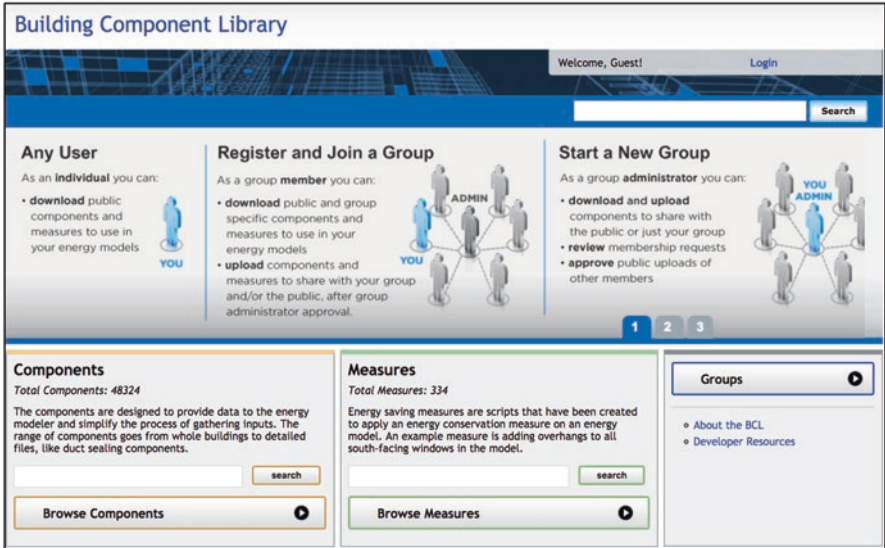 Building Component Library
Welcome, Guest!
Login
Search
Any User
As an individual you can:
• download public
components and
measures to use in
your energy models
YOU
Register and Join a Group
As a group member you can:
• download public and group
specific components and
measures to use in your
energy models
• upload components and
measures to share with your group
and/or the public, after group
administrator approval.
ADMIN
YOU
Start a New Group
As a group administrator you can:
• download and upload
components to share with
the public or just your group
• review membership requests
• approve public uploads of
other members
YOU
ADMIN
1 2 3
Components
Total Components: 48324
The components are designed to provide data to the energy
modeler and simplify the process of gathering inputs. The
range of components goes from whole buildings to detailed
files, like duct sealing components.
search
Browse Components
Measures
Total Measures: 334
Energy saving measures are scripts that have been created
to apply an energy conservation measure on an energy
model. An example measure is adding overhangs to all
south-facing windows in the model.
search
Browse Measures
Groups
About the BCL
Developer Resources